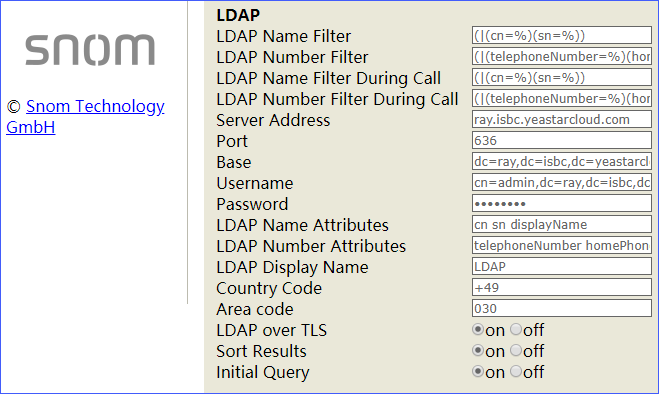 snom
© Snom Technology
GmbH
LDAP
LDAP Name Filter (|(cn=%)(sn=%))
LDAP Number Filter (|(telephoneNumber=%)(hom
LDAP Name Filter During Call (|(cn=%)(sn=%))
LDAP Number Filter During Call (|(telephoneNumber=%)(hom
Server Address ray.isbc.yeastarcloud.com
Port 636
Base dc=ray,dc=isbc,dc=yeastarcl
Username cn=admin,dc=ray,dc=isbc,dc
Password ••••••••
LDAP Name Attributes cn sn displayName
LDAP Number Attributes telephoneNumber homePhon
LDAP Display Name LDAP
Country Code +49
Area code 030
LDAP over TLS on off
Sort Results on off
Initial Query on off